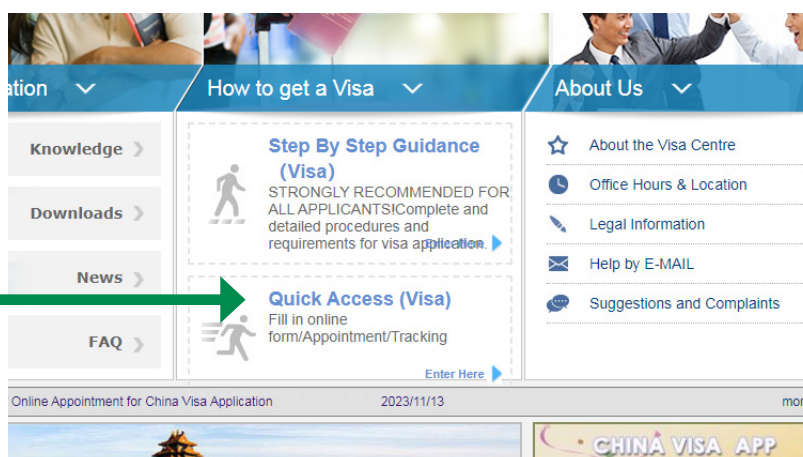 ation
How to get a Visa
About Us
Knowledge
Downloads
News
FAQ
Step By Step Guidance
(Visa)
STRONGLY RECOMMENDED FOR
ALL APPLICANTS!Complete and
detailed procedures and
requirements for visa application.
Enter Here
Quick Access (Visa)
Fill in online
form/Appointment/Tracking
Enter Here
About the Visa Centre
Office Hours & Location
Legal Information
Help by E-MAIL
Suggestions and Complaints
Online Appointment for China Visa Application 2023/11/13 mor
CHINA VISA APP